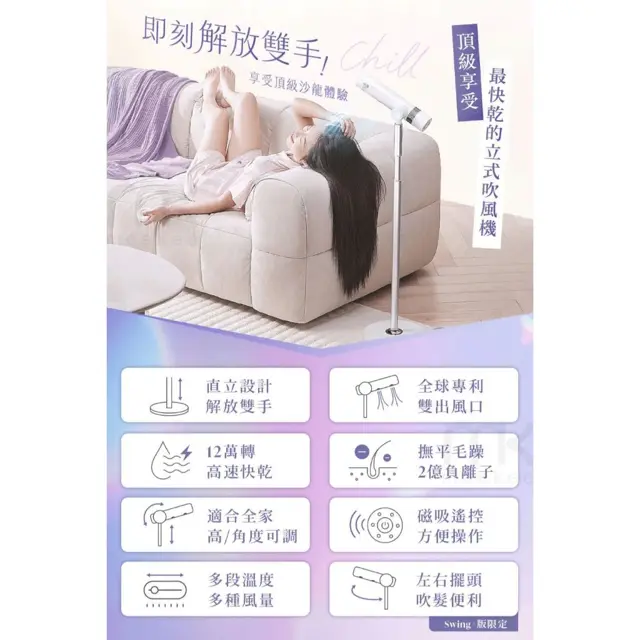 即刻解放雙手!
Chill
享受頂級沙龍體驗
頂級享受
最快乾的立式吹風機
直立設計
解放雙手
全球專利
雙出風口
12萬轉
高速快乾
撫平毛躁
2億負離子
適合全家
高/角度可調
磁吸遙控
方便操作
多段溫度
多種風量
左右擺頭
吹髮便利
Swing 版限定